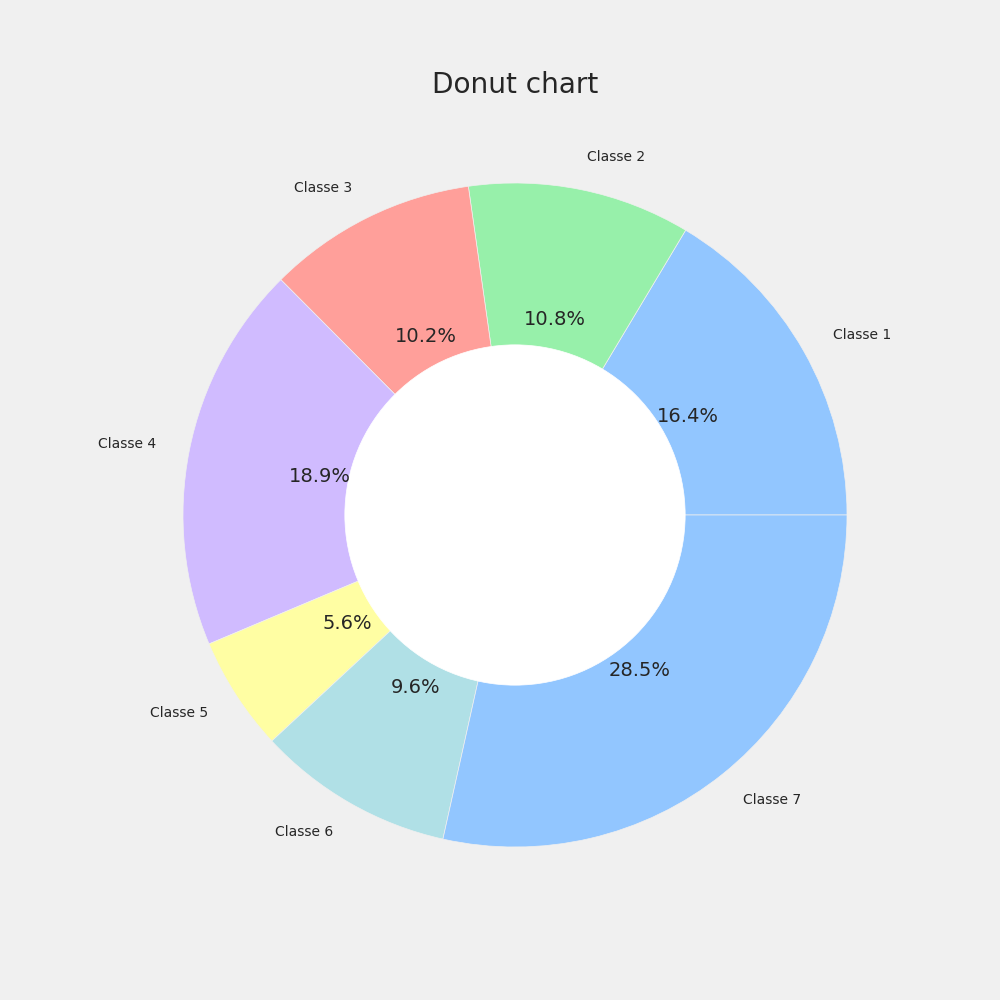 Donut chart
Classe 2
Classe 3
Classe 1
10.8%
10.2%
16.4%
Classe 4
18.9%
5.6%
28.5%
9.6%
Classe 5
Classe 7
Classe 6